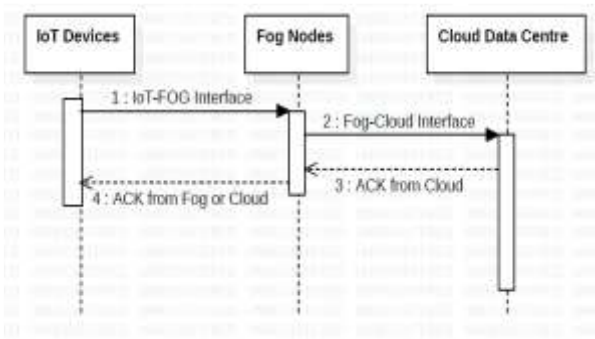 IoT Devices
Fog Nodes
Cloud Data Centre
1 : IoT-FOG Interface
2 : Fog-Cloud Interface
3 : ACK from Cloud
4 : ACK from Fog or Cloud